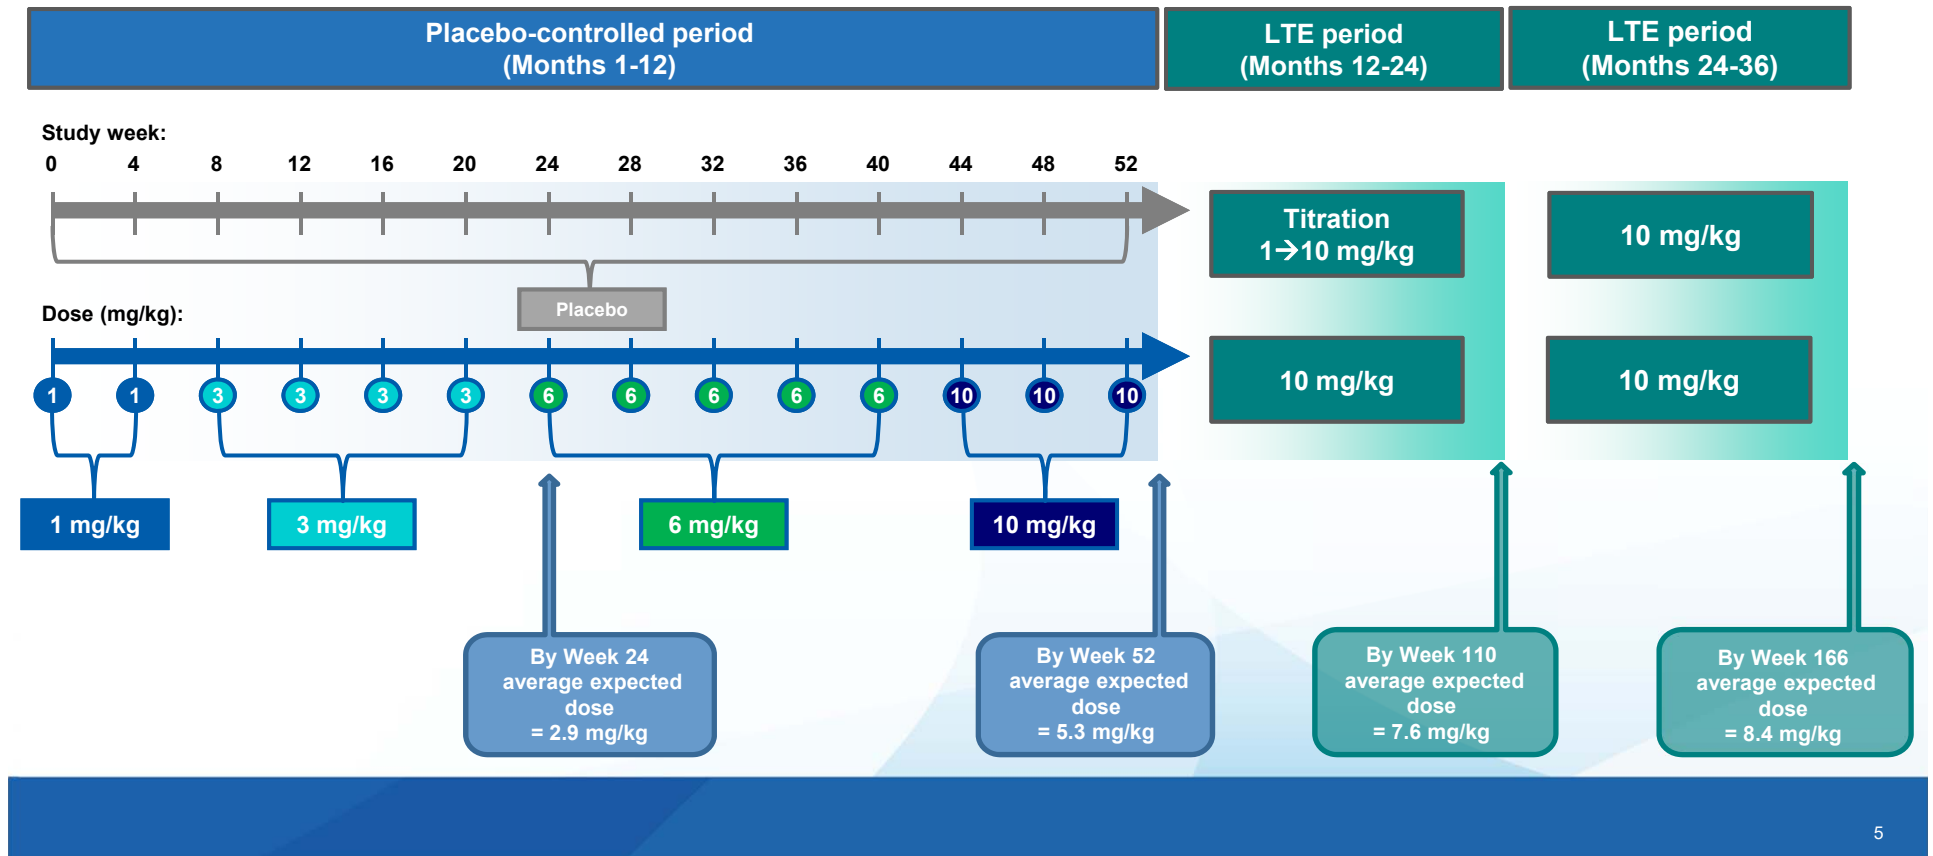 Placebo-controlled period
(Months 1-12)
LTE period
(Months 12-24)
LTE period
(Months 24-36)
Study week:
0 4 8 12 16 20 24 28 32 36 40 44 48 52
Titration
1→10 mg/kg
10 mg/kg
Placebo
Dose (mg/kg):
1 1 3 3 3 3 6 6 6 6 6 10 10 10
10 mg/kg
10 mg/kg
1 mg/kg
3 mg/kg
6 mg/kg
10 mg/kg
By Week 24
average expected
dose
= 2.9 mg/kg
By Week 52
average expected
dose
= 5.3 mg/kg
By Week 110
average expected
dose
= 7.6 mg/kg
By Week 166
average expected
dose
= 8.4 mg/kg
5